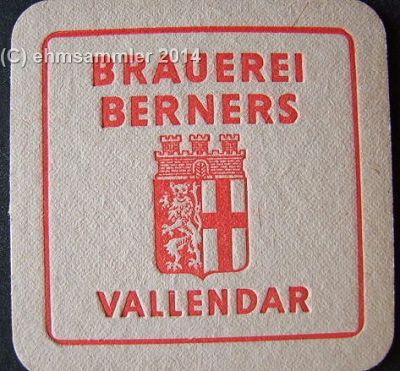 (C) ehmsammler 2014
BRAUEREI
BERNERS
VALLENDAR